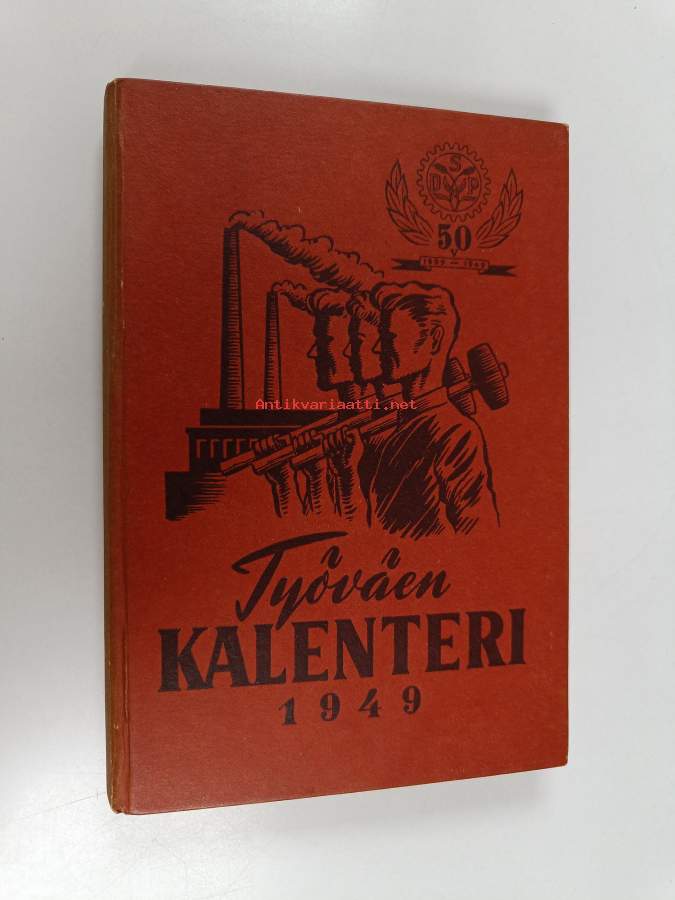 S
D P
50
V
1899 — 1949
Antikvariaatti.net
Työväen
KALENTERI
1949